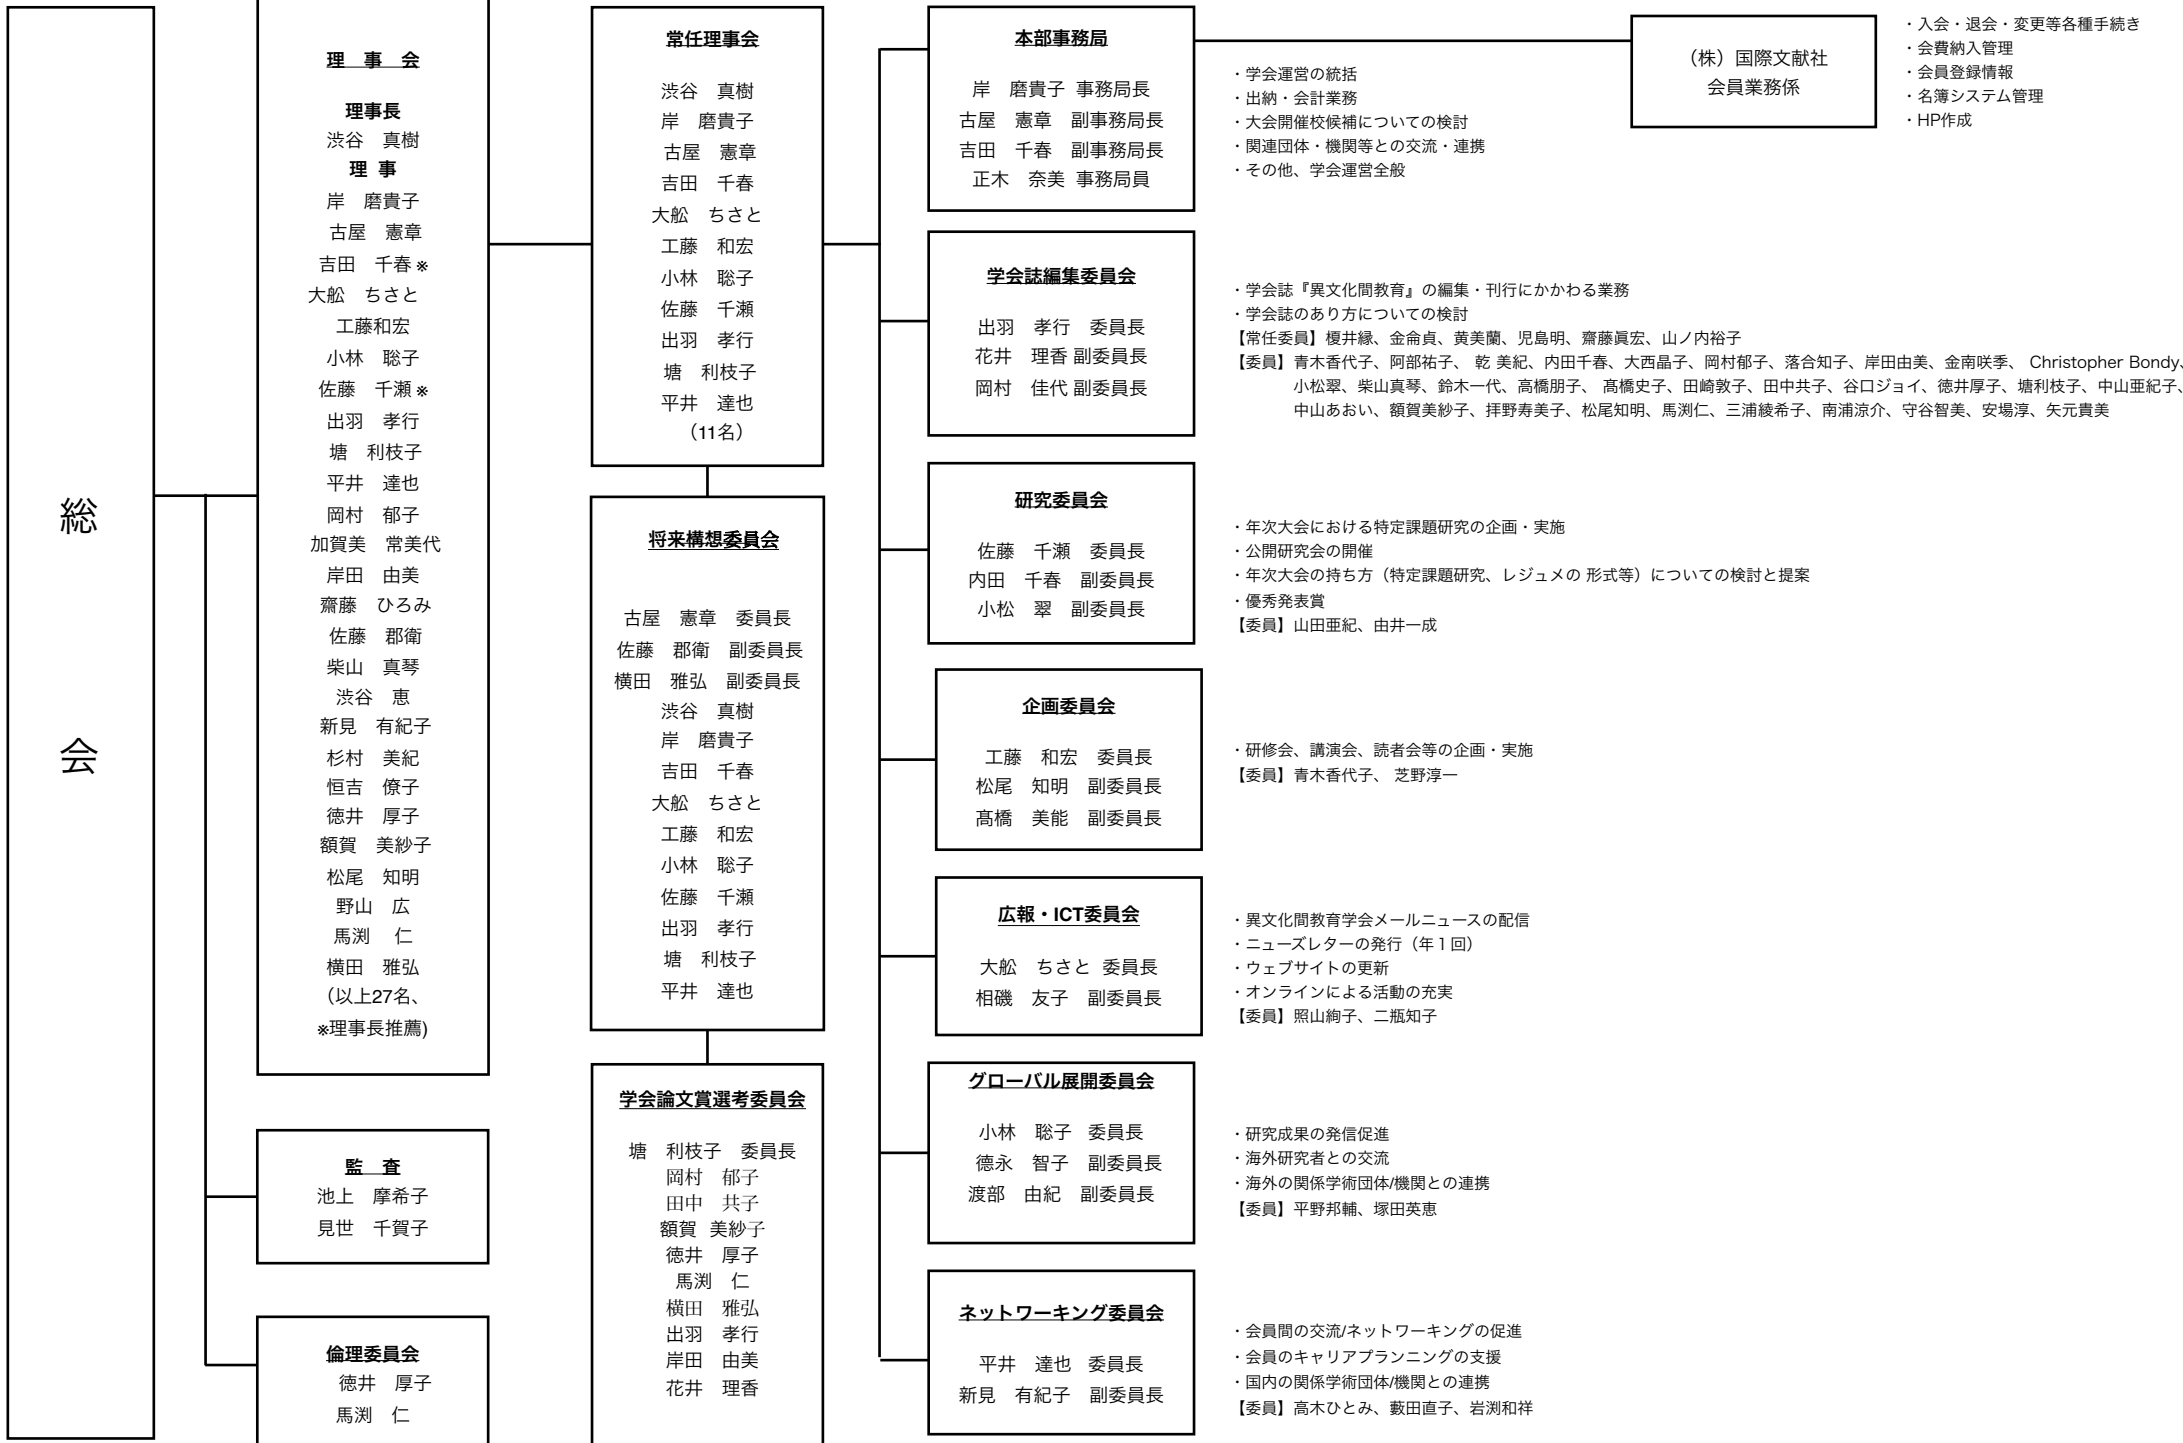 総
会
理 事 会
理事長
渋谷 真樹
理 事
岸 磨貴子
古屋 憲章
吉田 千春 ※
大舩 ちさと
工藤和宏
小林 聡子
佐藤 千瀬 ※
出羽 孝行
塘 利枝子
平井 達也
岡村 郁子
加賀美 常美代
岸田 由美
齋藤 ひろみ
佐藤 郡衛
柴山 真琴
渋谷 恵
新見 有紀子
杉村 美紀
恒吉 僚子
徳井 厚子
額賀 美紗子
松尾 知明
野山 広
馬渕 仁
横田 雅弘
（以上27名、
※理事長推薦)
監 査
池上 摩希子
見世 千賀子
倫理委員会
徳井 厚子
馬渕 仁
常任理事会
渋谷 真樹
岸 磨貴子
古屋 憲章
吉田 千春
大舩 ちさと
工藤 和宏
小林 聡子
佐藤 千瀬
出羽 孝行
塘 利枝子
平井 達也
（11名）
将来構想委員会
古屋 憲章 委員長
佐藤 郡衛 副委員長
横田 雅弘 副委員長
渋谷 真樹
岸 磨貴子
吉田 千春
大舩 ちさと
工藤 和宏
小林 聡子
佐藤 千瀬
出羽 孝行
塘 利枝子
平井 達也
学会論文賞選考委員会
塘 利枝子 委員長
岡村 郁子
田中 共子
額賀 美紗子
徳井 厚子
馬渕 仁
横田 雅弘
出羽 孝行
岸田 由美
花井 理香
本部事務局
岸 磨貴子 事務局長
古屋 憲章 副事務局長
吉田 千春 副事務局長
正木 奈美 事務局員
・学会運営の統括
・出納・会計業務
・大会開催校候補についての検討
・関連団体・機関等との交流・連携
・その他、学会運営全般
（株）国際文献社
会員業務係
・入会・退会・変更等各種手続き
・会費納入管理
・会員登録情報
・名簿システム管理
・HP作成
学会誌編集委員会
出羽 孝行 委員長
花井 理香 副委員長
岡村 佳代 副委員長
・学会誌『異文化間教育』の編集・刊行にかかわる業務
・学会誌のあり方についての検討
【常任委員】榎井縁、金侖貞、黄美蘭、児島明、齋藤眞宏、山ノ内裕子
【委員】青木香代子、阿部祐子、 乾 美紀、内田千春、大西晶子、岡村郁子、落合知子、岸田由美、金南咲季、 Christopher Bondy、
小松翠、柴山真琴、鈴木一代、高橋朋子、 髙橋史子、田崎敦子、田中共子、谷口ジョイ、徳井厚子、塘利枝子、中山亜紀子、
中山あおい、額賀美紗子、拝野寿美子、松尾知明、馬渕仁、三浦綾希子、南浦涼介、守谷智美、安場淳、矢元貴美
研究委員会
佐藤 千瀬 委員長
内田 千春 副委員長
小松 翠 副委員長
・年次大会における特定課題研究の企画・実施
・公開研究会の開催
・年次大会の持ち方（特定課題研究、レジュメの 形式等）についての検討と提案
・優秀発表賞
【委員】山田亜紀、由井一成
企画委員会
工藤 和宏 委員長
松尾 知明 副委員長
髙橋 美能 副委員長
・研修会、講演会、読者会等の企画・実施
【委員】青木香代子、 芝野淳一
広報・ICT委員会
大舩 ちさと 委員長
相磯 友子 副委員長
・異文化間教育学会メールニュースの配信
・ニューズレターの発行（年１回）
・ウェブサイトの更新
・オンラインによる活動の充実
【委員】照山絢子、二瓶知子
グローバル展開委員会
小林 聡子 委員長
徳永 智子 副委員長
渡部 由紀 副委員長
・研究成果の発信促進
・海外研究者との交流
・海外の関係学術団体/機関との連携
【委員】平野邦輔、塚田英恵
ネットワーキング委員会
平井 達也 委員長
新見 有紀子 副委員長
・会員間の交流/ネットワーキングの促進
・会員のキャリアプランニングの支援
・国内の関係学術団体/機関との連携
【委員】高木ひとみ、藪田直子、岩渕和祥